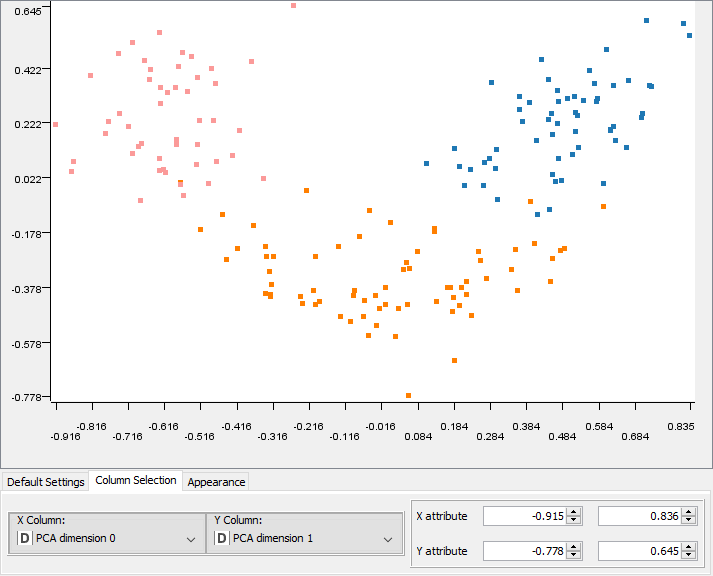 0.645
0.422
0.222
0.022
-0.178
-0.378
-0.578
-0.778
-0.816 -0.616 -0.416 -0.216 -0.016 0.184 0.384 0.584 0.835
-0.916 -0.716 -0.516 -0.316 -0.116 0.084 0.284 0.484 0.684
Default Settings Column Selection Appearance
X Column: Y Column:
D PCA dimension 0 D PCA dimension 1
X attribute -0.915 0.836
Y attribute -0.778 0.645